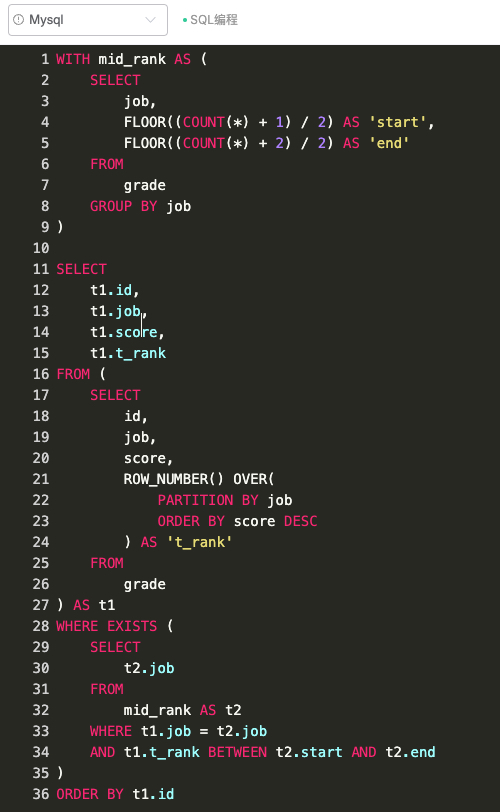 Mysql
SQL编程
1 WITH mid_rank AS (
2     SELECT
3         job,
4         FLOOR((COUNT(*) + 1) / 2) AS 'start',
5         FLOOR((COUNT(*) + 2) / 2) AS 'end'
6     FROM
7         grade
8     GROUP BY job
9 )
10
11 SELECT
12     t1.id,
13     t1.job,
14     t1.score,
15     t1.t_rank
16 FROM (
17     SELECT
18         id,
19         job,
20         score,
21         ROW_NUMBER() OVER(
22             PARTITION BY job
23             ORDER BY score DESC
24         ) AS 't_rank'
25     FROM
26         grade
27 ) AS t1
28 WHERE EXISTS (
29     SELECT
30         t2.job
31     FROM
32         mid_rank AS t2
33     WHERE t1.job = t2.job
34     AND t1.t_rank BETWEEN t2.start AND t2.end
35 )
36 ORDER BY t1.id